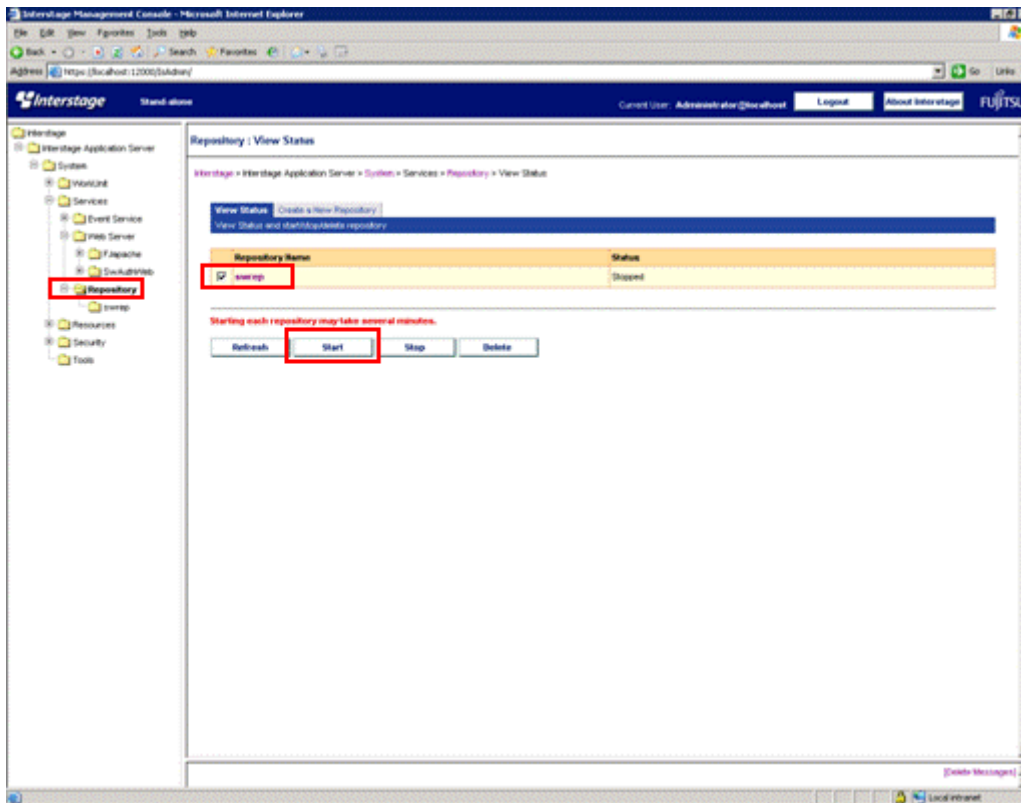 Interstage Management Console - Microsoft Internet Explorer
File Edit View Favorites Tools Help
Back Search Favorites
Address https://localhost:12000/IsAdmin/ Go Links
Interstage Stand-alone Current User: Administrator@localhost Logout About Interstage FUJITSU
Interstage
Interstage Application Server
System
WorkUnit
Services
Event Service
Web Server
FJapache
SwAuthWeb
Repository
swrep
Resources
Security
Tools
Repository : View Status
Interstage > Interstage Application Server > System > Services > Repository > View Status
View Status Create a New Repository
View Status and start/stop/delete repository
Repository Name Status
swrep Stopped
Starting each repository may take several minutes.
Refresh Start Stop Delete
[Delete Messages]
Local intranet